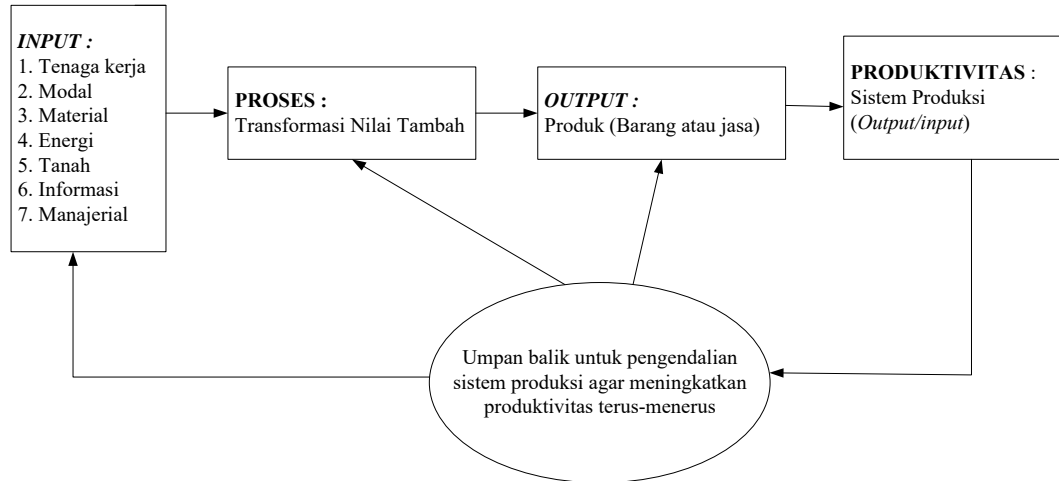 INPUT :
1. Tenaga kerja
2. Modal
3. Material
4. Energi
5. Tanah
6. Informasi
7. Manajerial
PROSES :
Transformasi Nilai Tambah
OUTPUT :
Produk (Barang atau jasa)
PRODUKTIVITAS :
Sistem Produksi
(Output/input)
Umpan balik untuk pengendalian
sistem produksi agar meningkatkan
produktivitas terus-menerus